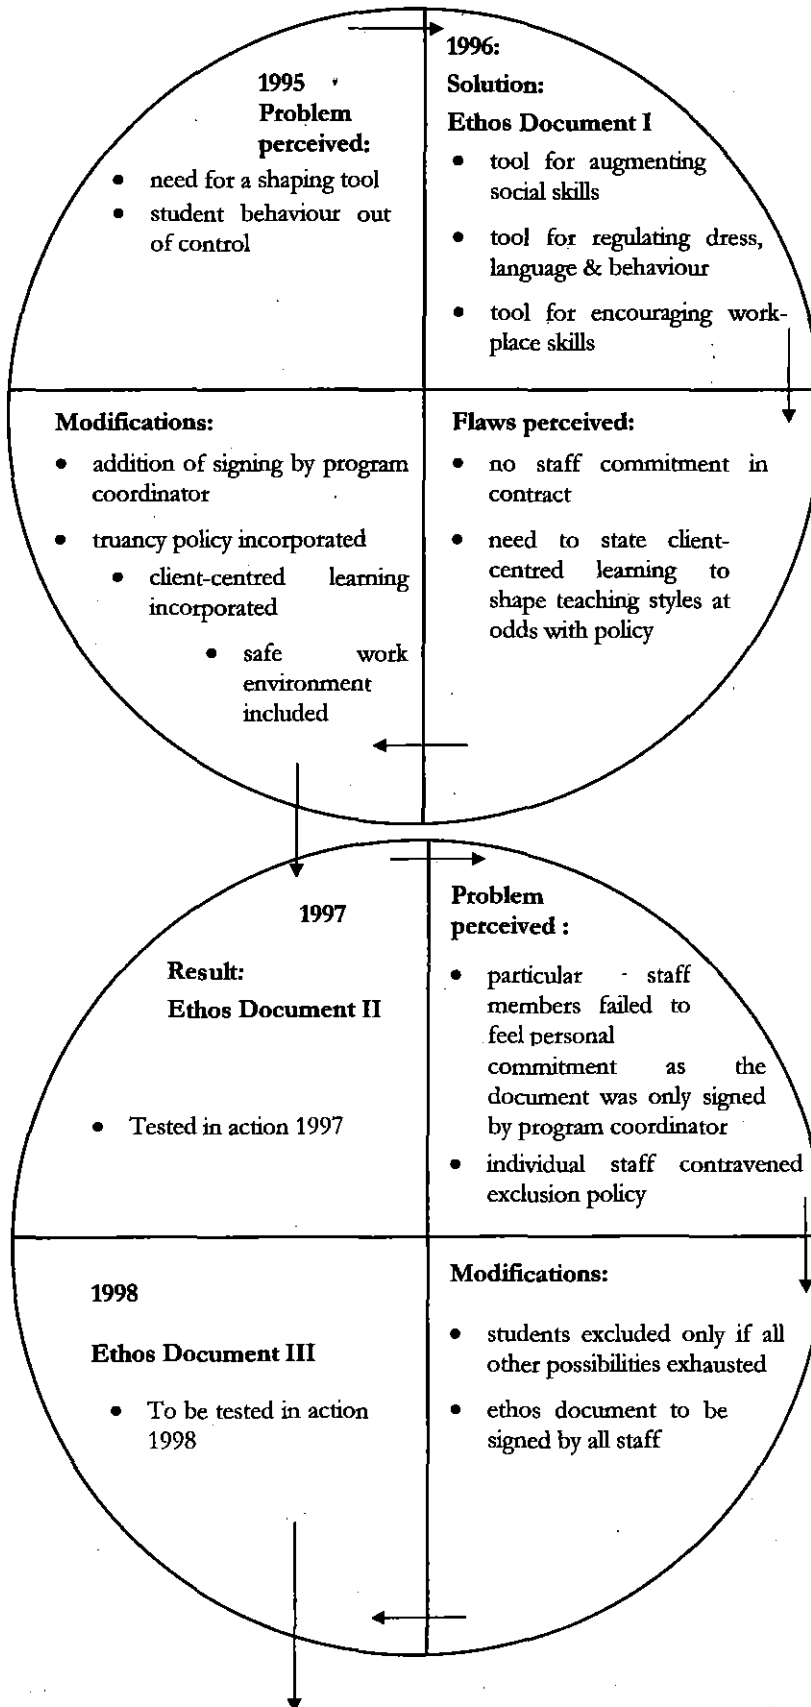 1995
Problem
perceived:
• need for a shaping tool
• student behaviour out
of control
1996:
Solution:
Ethos Document I
• tool for augmenting
social skills
• tool for regulating dress,
language & behaviour
• tool for encouraging work-
place skills
Flaws perceived:
• no staff commitment in
contract
• need to state client-
centred learning to
shape teaching styles at
odds with policy
Modifications:
• addition of signing by program
coordinator
• truancy policy incorporated
• client-centred learning
incorporated
• safe work
environment
included
1997
Result:
Ethos Document II
• Tested in action 1997
Problem
perceived :
• particular - staff
members failed to
feel personal
commitment as the
document was only signed
by program coordinator
• individual staff contravened
exclusion policy
Modifications:
• students excluded only if all
other possibilities exhausted
• ethos document to be
signed by all staff
1998
Ethos Document III
• To be tested in action
1998